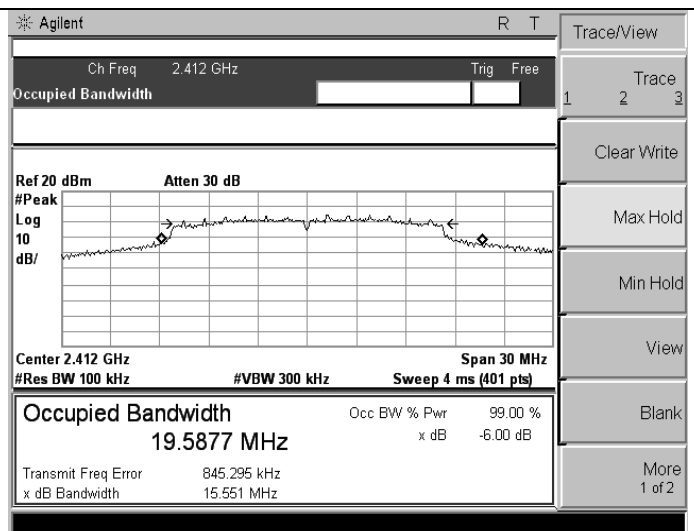 Agilent R T
Trace/View
Ch Freq 2.412 GHz Trig Free
Occupied Bandwidth
Trace
1 2 3
Clear Write
Ref 20 dBm Atten 30 dB
#Peak
Log
10
dB/
Max Hold
Min Hold
Center 2.412 GHz Span 30 MHz
#Res BW 100 kHz #VBW 300 kHz Sweep 4 ms (401 pts)
View
Occupied Bandwidth Occ BW % Pwr 99.00 %
19.5877 MHz x dB -6.00 dB
Blank
Transmit Freq Error 845.295 kHz
x dB Bandwidth 15.551 MHz
More
1 of 2